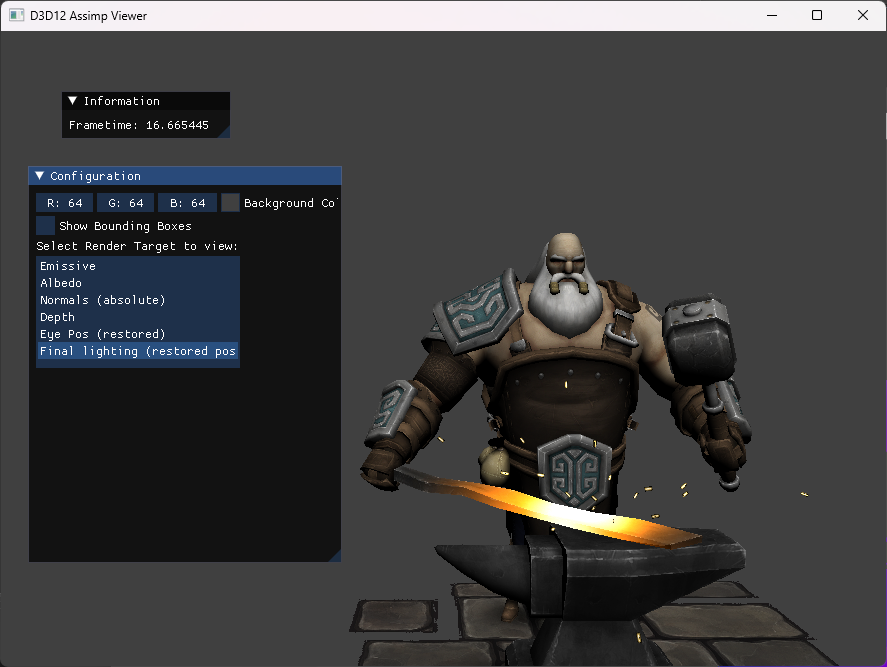 D3D12 Assimp Viewer
Information
Frametime: 16.665445
Configuration
R: 64 G: 64 B: 64 Background Co
Show Bounding Boxes
Select Render Target to view:
Emissive
Albedo
Normals (absolute)
Depth
Eye Pos (restored)
Final lighting (restored pos